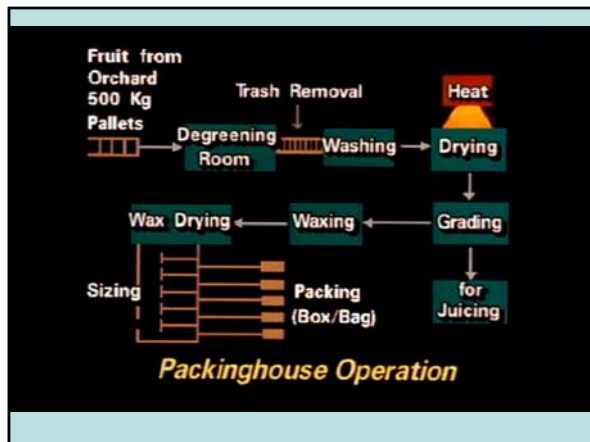 Fruit from
Orchard
500 Kg
Pallets
Trash Removal
Heat
Degreening
Room
Washing
Drying
Wax Drying
Waxing
Grading
Sizing
Packing
(Box/Bag)
for
Juicing
Packinghouse Operation